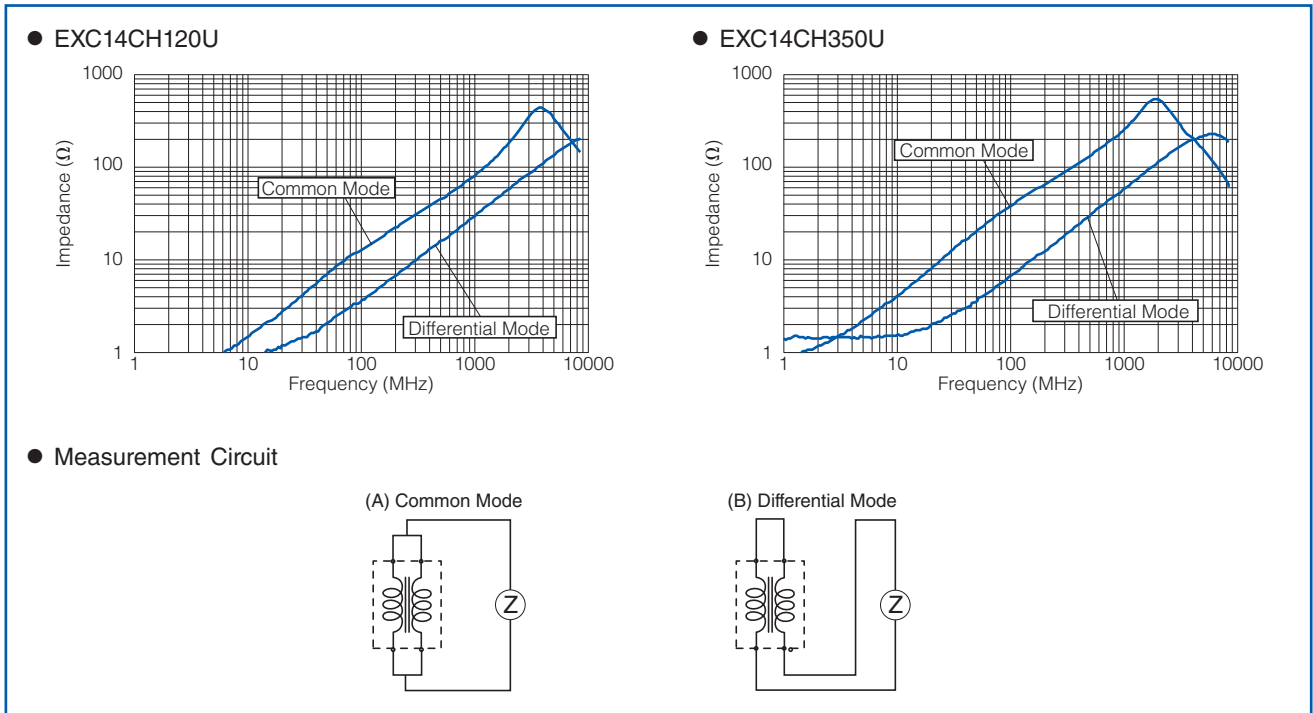 ● EXC14CH120U
1000
100
10
1
Impedance (Ω)
Common Mode
Differential Mode
1 10 100 1000 10000
Frequency (MHz)
● EXC14CH350U
1000
100
10
1
Impedance (Ω)
Common Mode
Differential Mode
1 10 100 1000 10000
Frequency (MHz)
● Measurement Circuit
(A) Common Mode
Z
(B) Differential Mode
Z